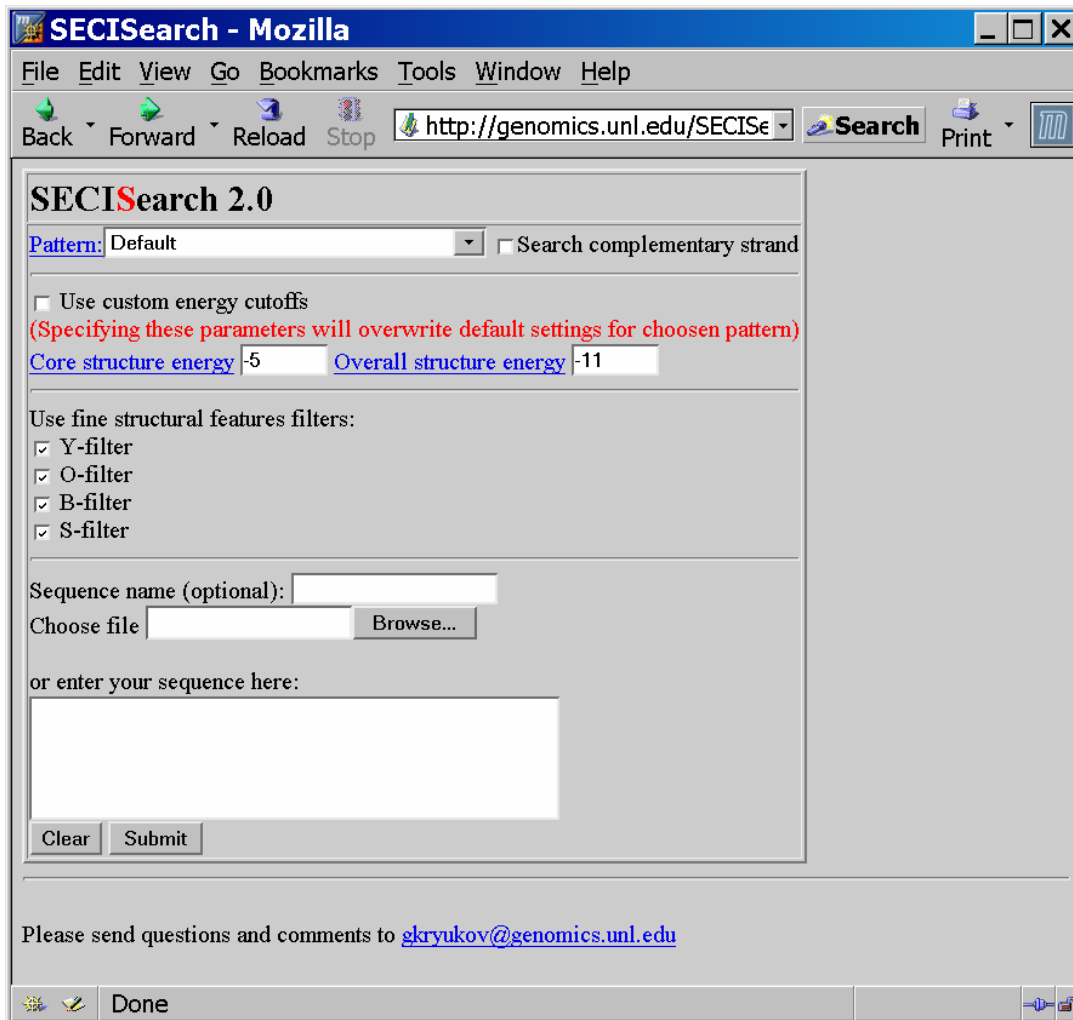 SECISearch - Mozilla
File Edit View Go Bookmarks Tools Window Help
Back Forward Reload Stop http://genomics.unl.edu/SECISe Search Print
SECISearch 2.0
Pattern: Default Search complementary strand
Use custom energy cutoffs
(Specifying these parameters will overwrite default settings for choosen pattern)
Core structure energy -5 Overall structure energy -11
Use fine structural features filters:
Y-filter
O-filter
B-filter
S-filter
Sequence name (optional):
Choose file Browse...
or enter your sequence here:
Clear Submit
Please send questions and comments to gkryukov@genomics.unl.edu
Done